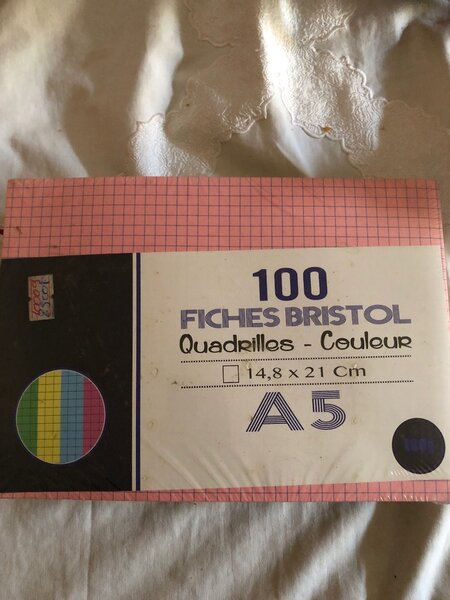 100
FICHES BRISTOL
Quadrilles - Couleur
14,8 x 21 Cm
A5